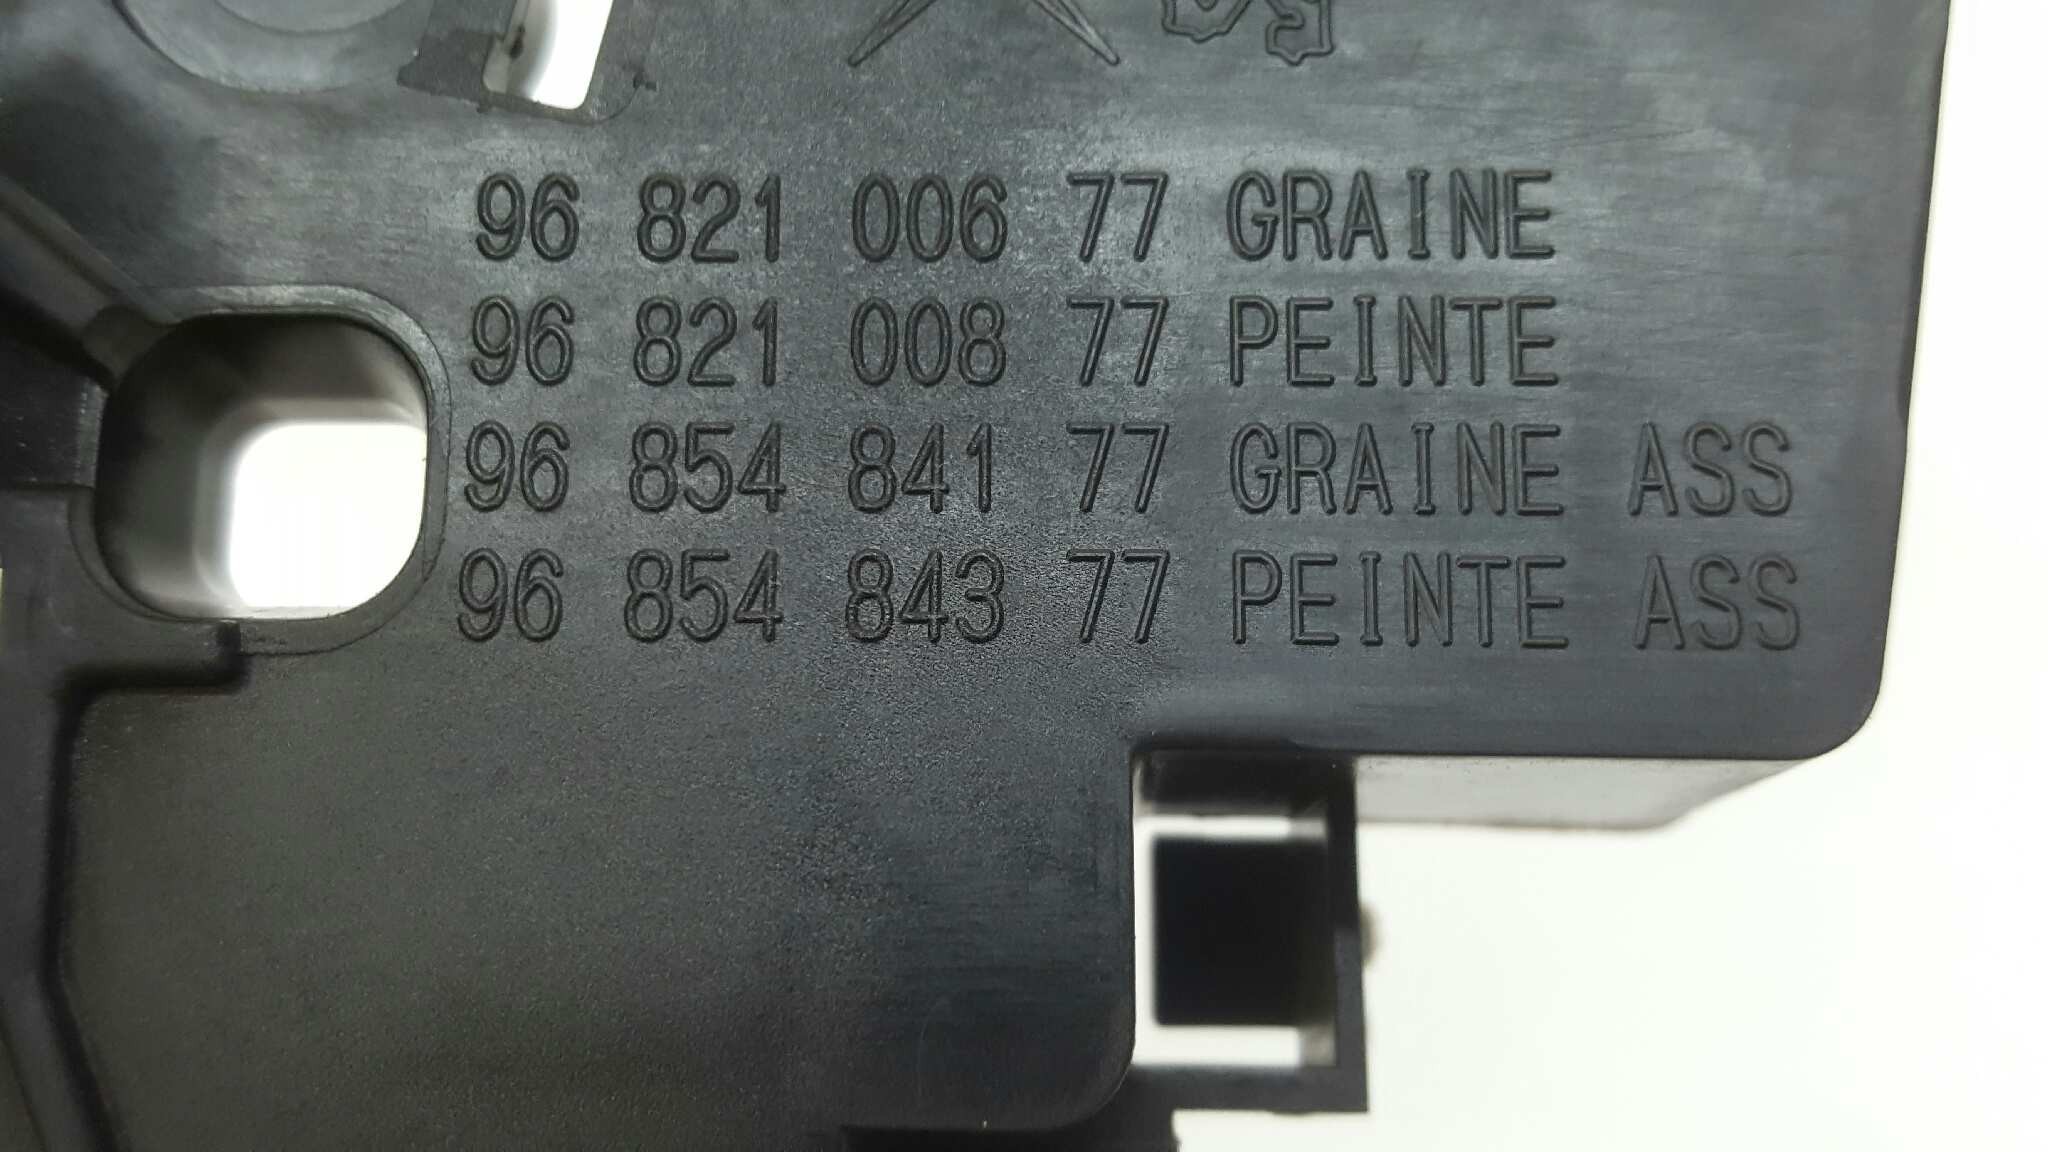 96 821 006 77 GRAINE
96 821 008 77 PEINTE
96 854 841 77 GRAINE ASS
96 854 843 77 PEINTE ASS